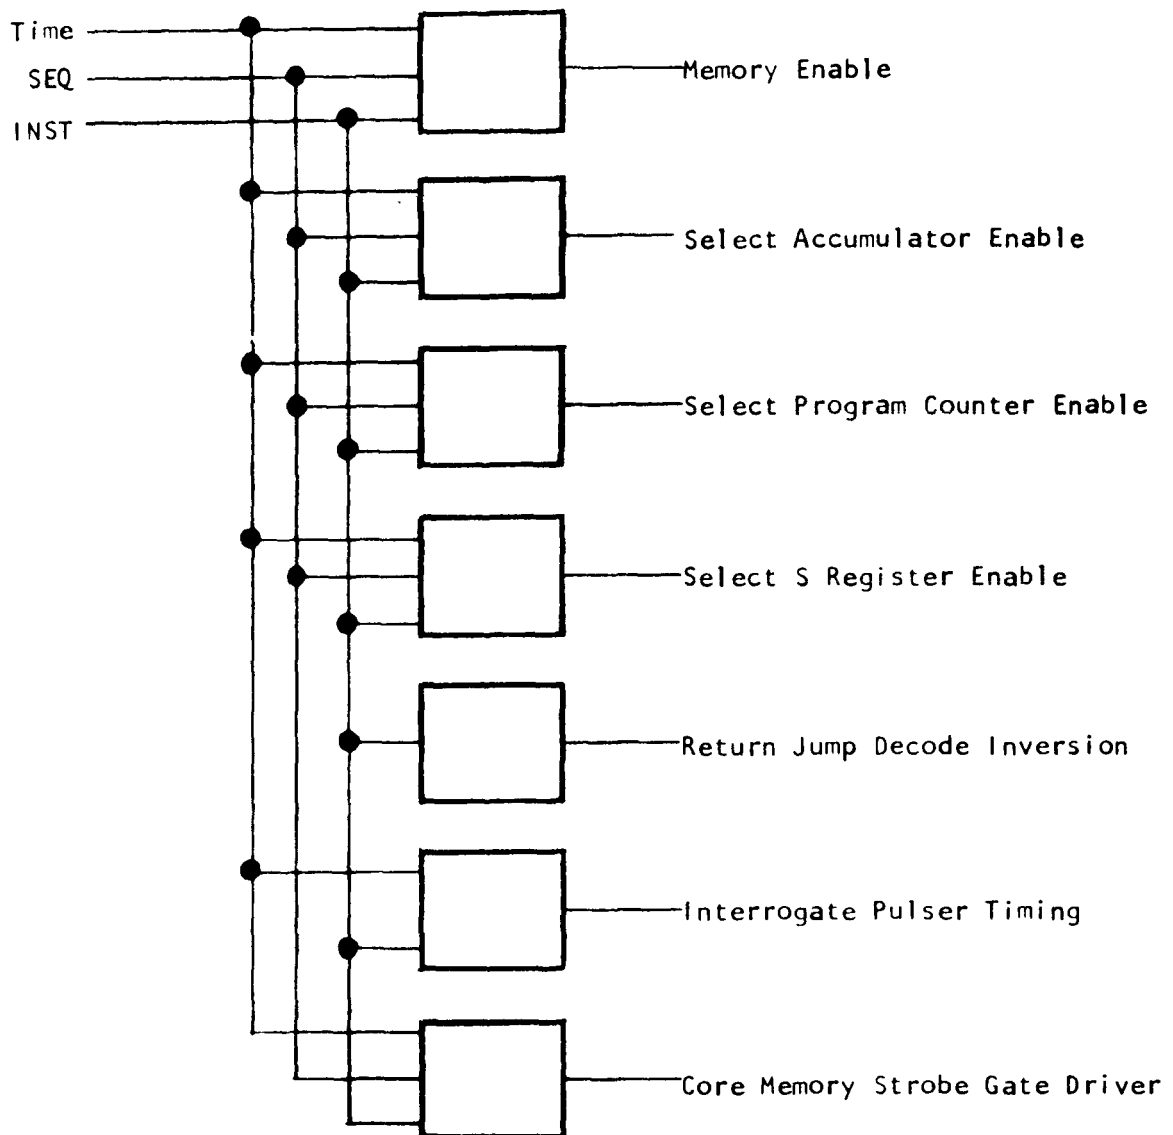 Time
SEQ
INST
Memory Enable
Select Accumulator Enable
Select Program Counter Enable
Select S Register Enable
Return Jump Decode Inversion
Interrogate Pulser Timing
Core Memory Strobe Gate Driver